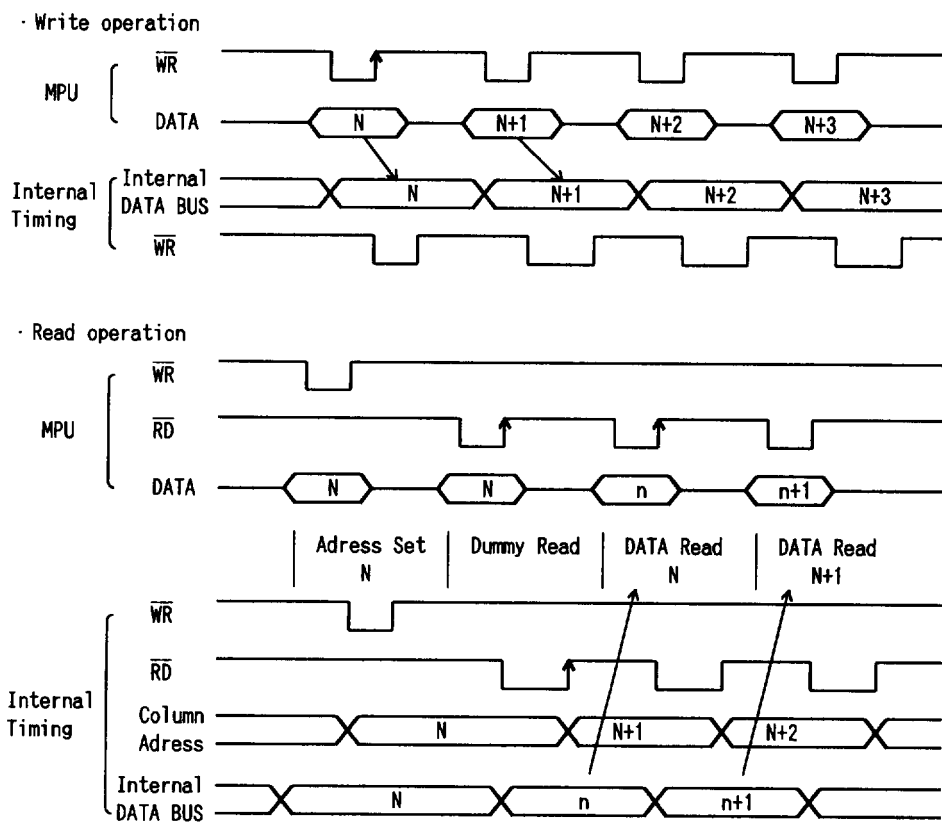 · Write operation
WR
MPU
DATA N N+1 N+2 N+3
Internal
Internal DATA BUS N N+1 N+2 N+3
Timing
WR
· Read operation
WR
MPU RD
DATA N N n n+1
Adress Set Dummy Read DATA Read DATA Read
N N N+1
WR
RD
Internal
Timing
Column
Adress N N+1 N+2
Internal
DATA BUS N n n+1